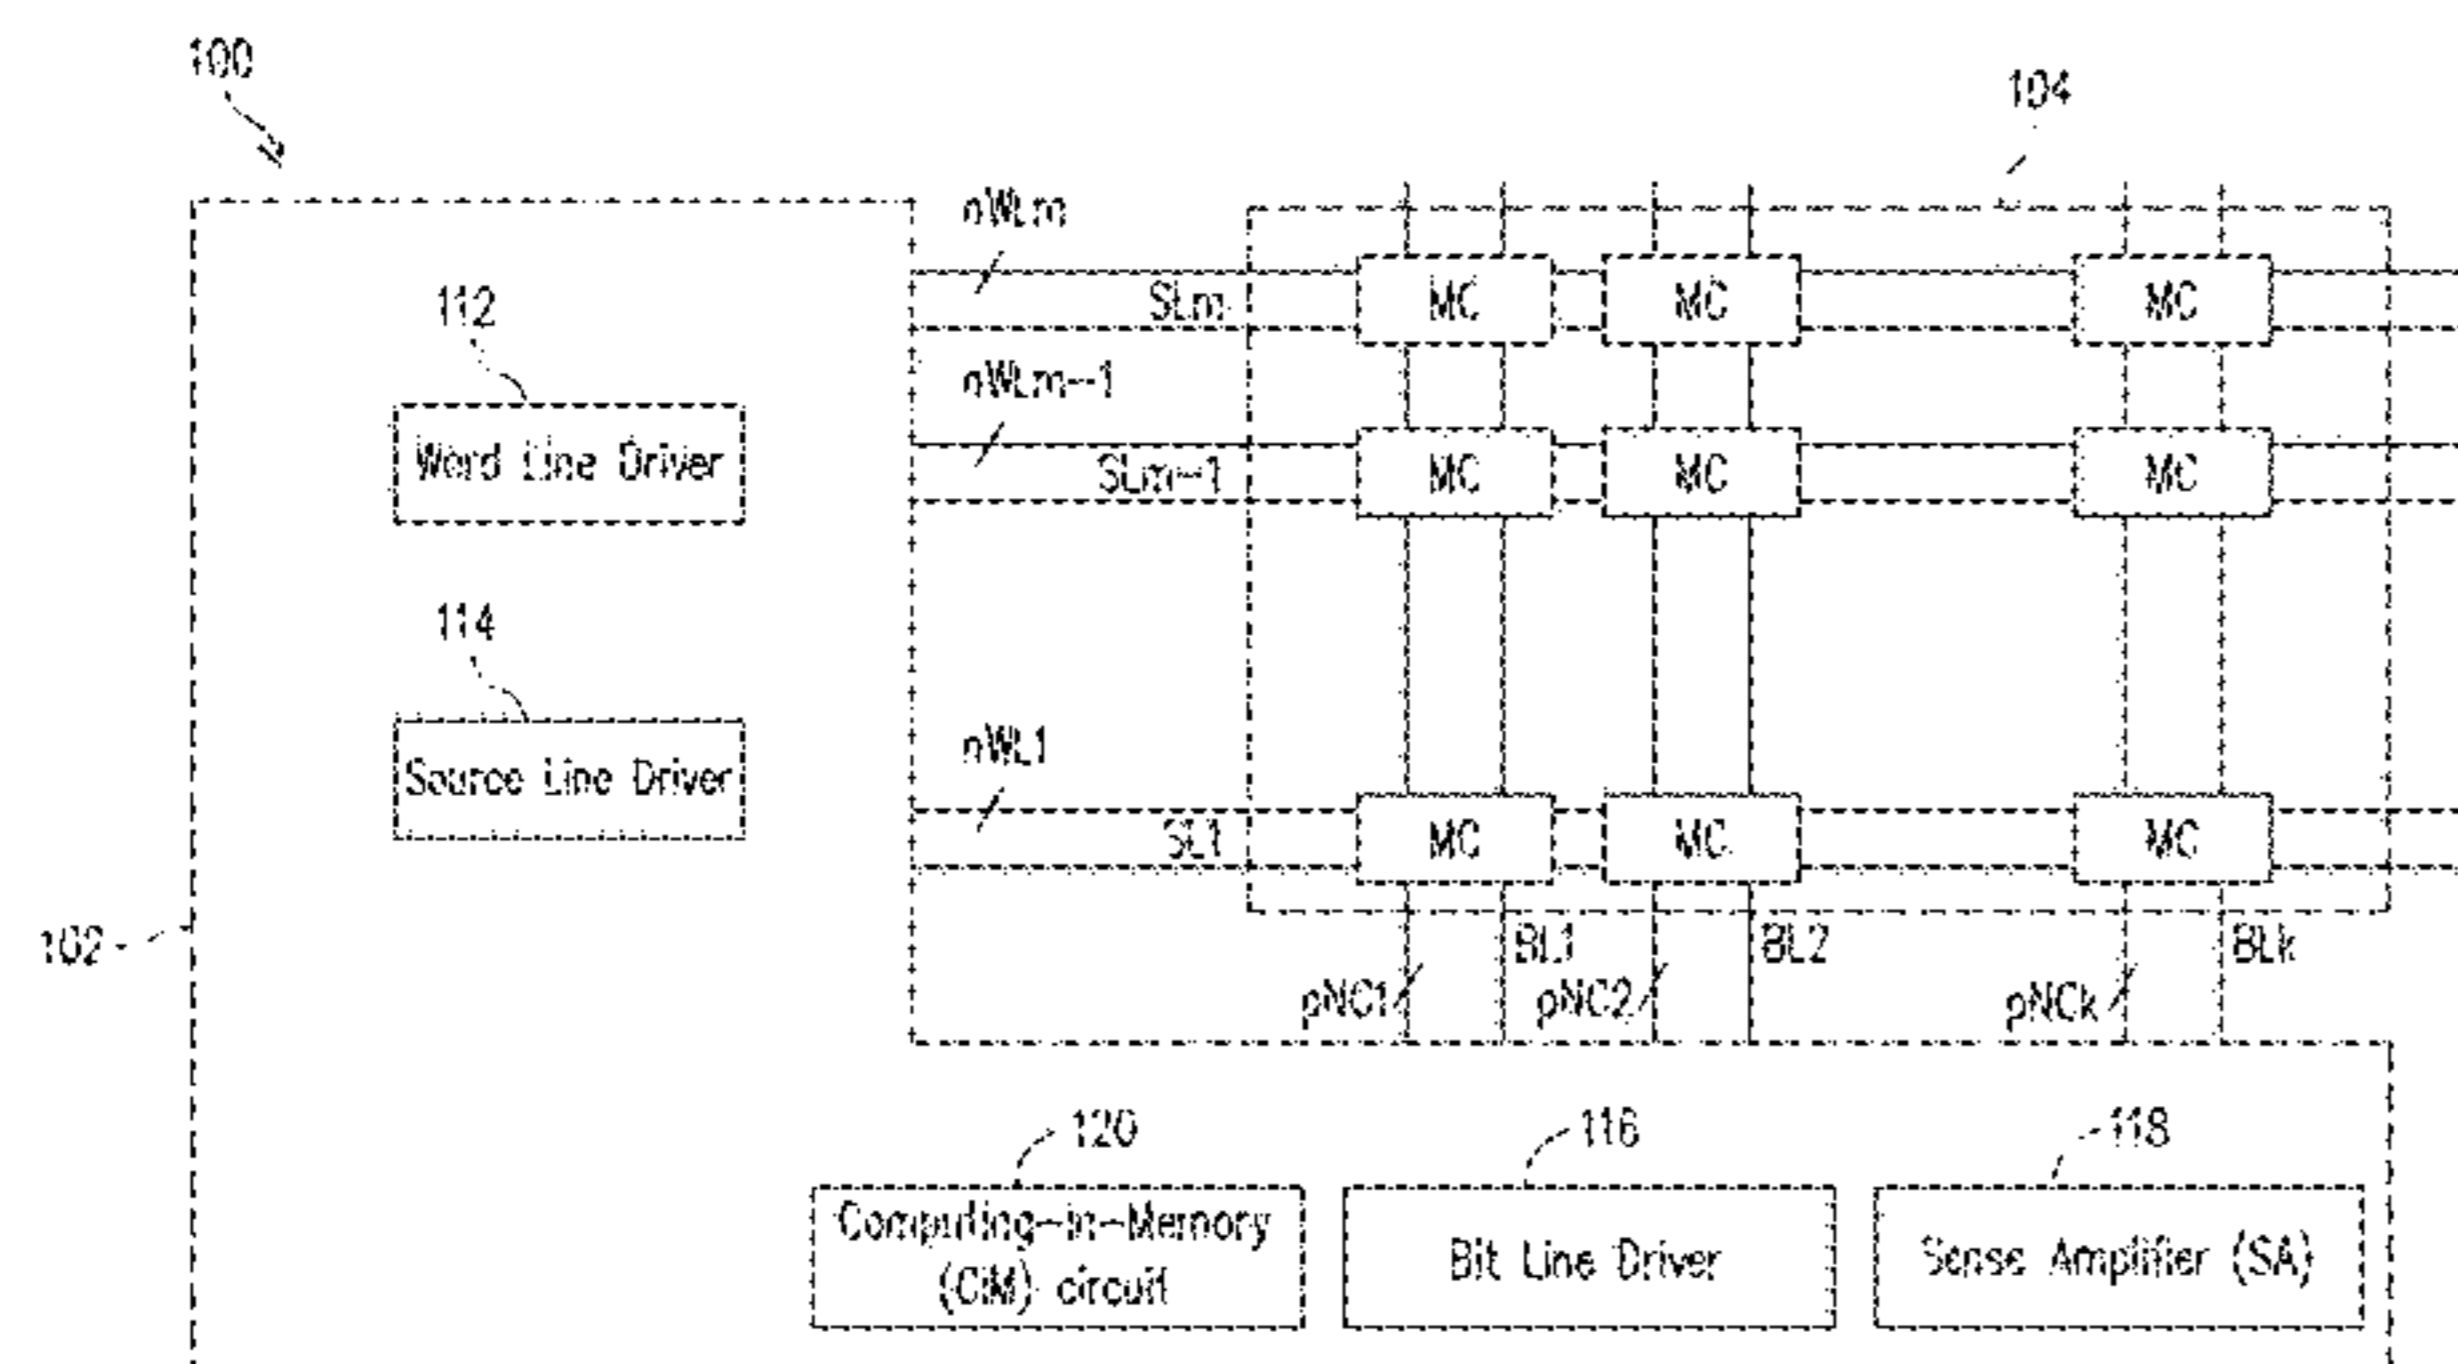 100
104
nWLm
112
SLm
MC MC MC
nWLm-1
Word Line Driver
SLm-1
MC MC MC
114
nWL1
Source Line Driver
SL1
MC MC MC
102
BL1 BL2 BLk
pNC1 pNC2 pNCk
120 116 118
Computing-in-Memory
(CIM) circuit
Bit Line Driver
Sense Amplifier (SA)